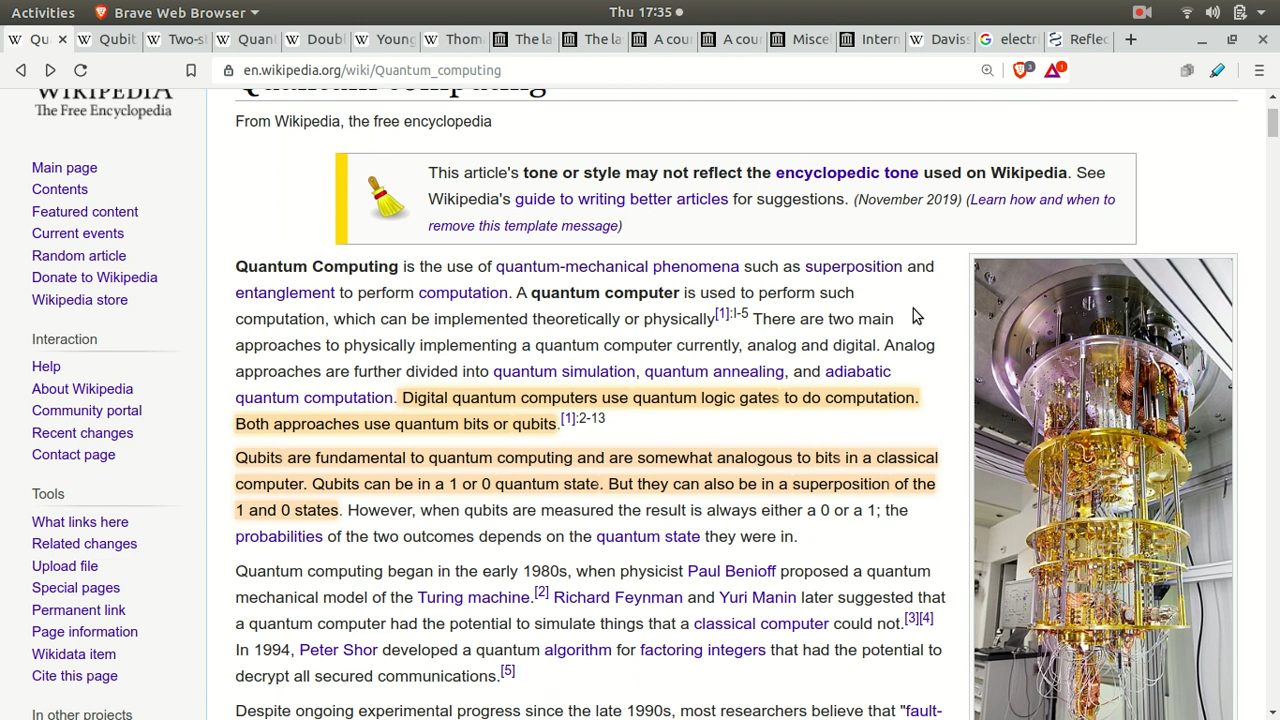 Activities Brave Web Browser Thu 17:35
Qu Qubit Two-s Quant Doubl Young Thom The la The la A cour A cour Misce Intern Daviss electri Reflec
en.wikipedia.org/wiki/Quantum_computing 3 1
Quantum computing
WIKIPEDIA
The Free Encyclopedia
From Wikipedia, the free encyclopedia
Main page
Contents
Featured content
Current events
Random article
Donate to Wikipedia
Wikipedia store
Interaction
Help
About Wikipedia
Community portal
Recent changes
Contact page
Tools
What links here
Related changes
Upload file
Special pages
Permanent link
Page information
Wikidata item
Cite this page
In other projects
This article's tone or style may not reflect the encyclopedic tone used on Wikipedia. See
Wikipedia's guide to writing better articles for suggestions. (November 2019) (Learn how and when to
remove this template message)
Quantum Computing is the use of quantum-mechanical phenomena such as superposition and
entanglement to perform computation. A quantum computer is used to perform such
computation, which can be implemented theoretically or physically[1]:I-5 There are two main
approaches to physically implementing a quantum computer currently, analog and digital. Analog
approaches are further divided into quantum simulation, quantum annealing, and adiabatic
quantum computation. Digital quantum computers use quantum logic gates to do computation.
Both approaches use quantum bits or qubits.[1]:2-13
Qubits are fundamental to quantum computing and are somewhat analogous to bits in a classical
computer. Qubits can be in a 1 or 0 quantum state. But they can also be in a superposition of the
1 and 0 states. However, when qubits are measured the result is always either a 0 or a 1; the
probabilities of the two outcomes depends on the quantum state they were in.
Quantum computing began in the early 1980s, when physicist Paul Benioff proposed a quantum
mechanical model of the Turing machine.[2] Richard Feynman and Yuri Manin later suggested that
a quantum computer had the potential to simulate things that a classical computer could not.[3][4]
In 1994, Peter Shor developed a quantum algorithm for factoring integers that had the potential to
decrypt all secured communications.[5]
Despite ongoing experimental progress since the late 1990s, most researchers believe that "fault-